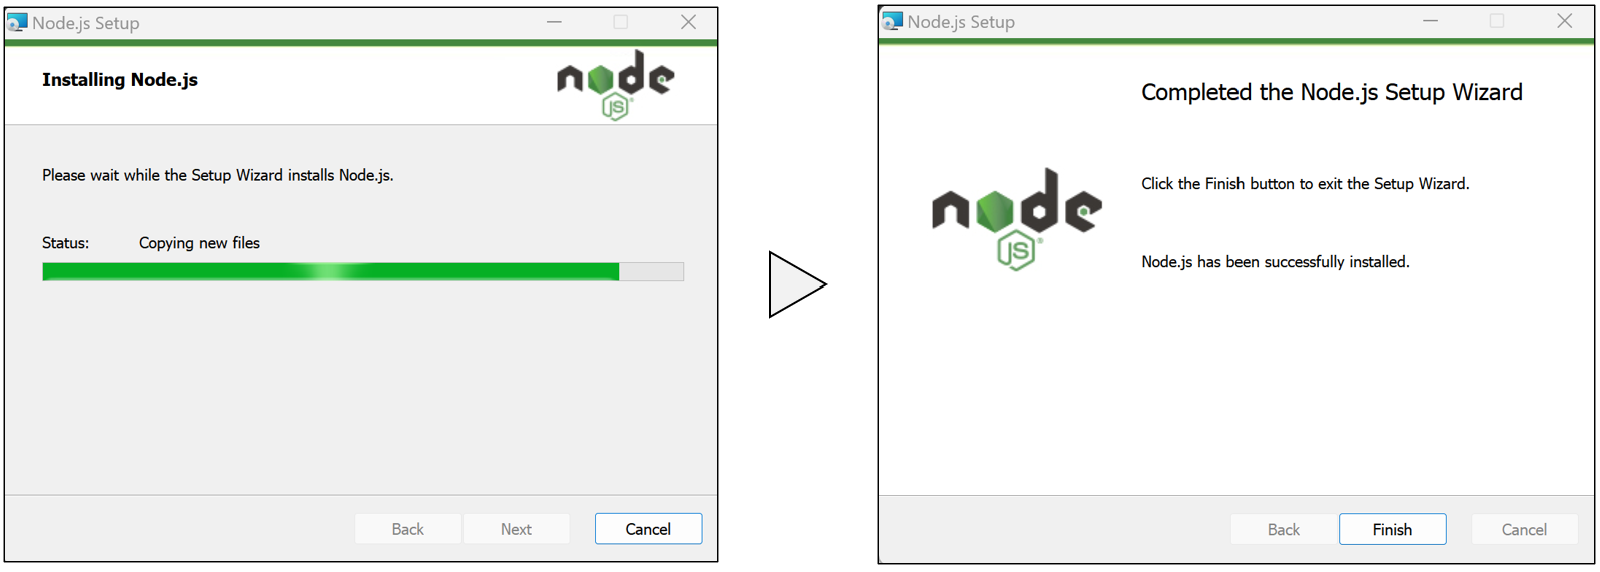 Node.js Setup
Installing Node.js
node
JS
Please wait while the Setup Wizard installs Node.js.
Status: Copying new files
Back Next Cancel
Node.js Setup
Completed the Node.js Setup Wizard
node
JS
Click the Finish button to exit the Setup Wizard.
Node.js has been successfully installed.
Back Finish Cancel